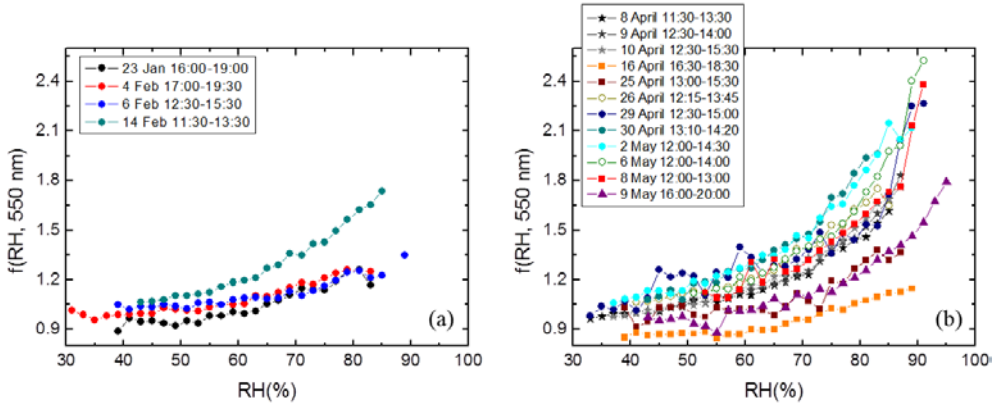 f(RH, 550 nm)
2.4
2.1
1.8
1.5
1.2
0.9
23 Jan 16:00-19:00
4 Feb 17:00-19:30
6 Feb 12:30-15:30
14 Feb 11:30-13:30
(a)
30 40 50 60 70 80 90 100
RH(%)
f(RH, 550 nm)
2.4
2.1
1.8
1.5
1.2
0.9
8 April 11:30-13:30
9 April 12:30-14:00
10 April 12:30-15:30
16 April 16:30-18:30
25 April 13:00-15:30
26 April 12:15-13:45
29 April 12:30-15:00
30 April 13:10-14:20
2 May 12:00-14:30
6 May 12:00-14:00
8 May 12:00-13:00
9 May 16:00-20:00
(b)
30 40 50 60 70 80 90 100
RH(%)